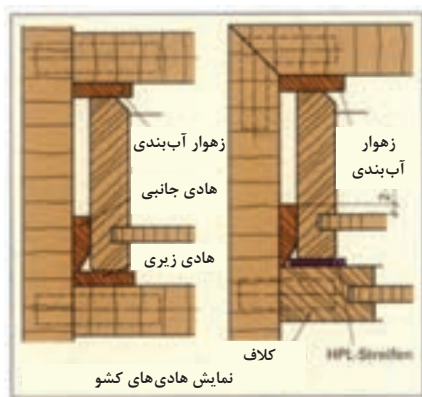 زهوار آب‌بندی
زهوار
آب‌بندی
هادی جانبی
هادی زیری
کلاف
HPL-Streifen
نمایش هادی‌های کشو